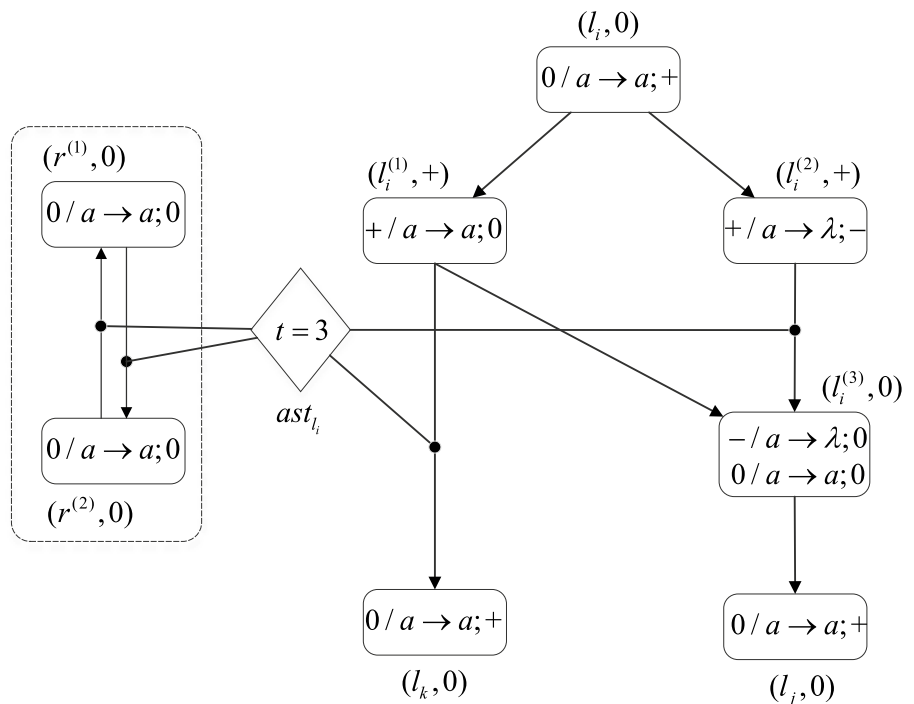 (l_i, 0)
0 / a → a; +
(r^{(1)}, 0)
0 / a → a; 0
(l_i^{(1)}, +)
+ / a → a; 0
(l_i^{(2)}, +)
+ / a → λ; −
t = 3
ast_{l_i}
0 / a → a; 0
(r^{(2)}, 0)
(l_i^{(3)}, 0)
− / a → λ; 0
0 / a → a; 0
0 / a → a; +
(l_k, 0)
0 / a → a; +
(l_j, 0)